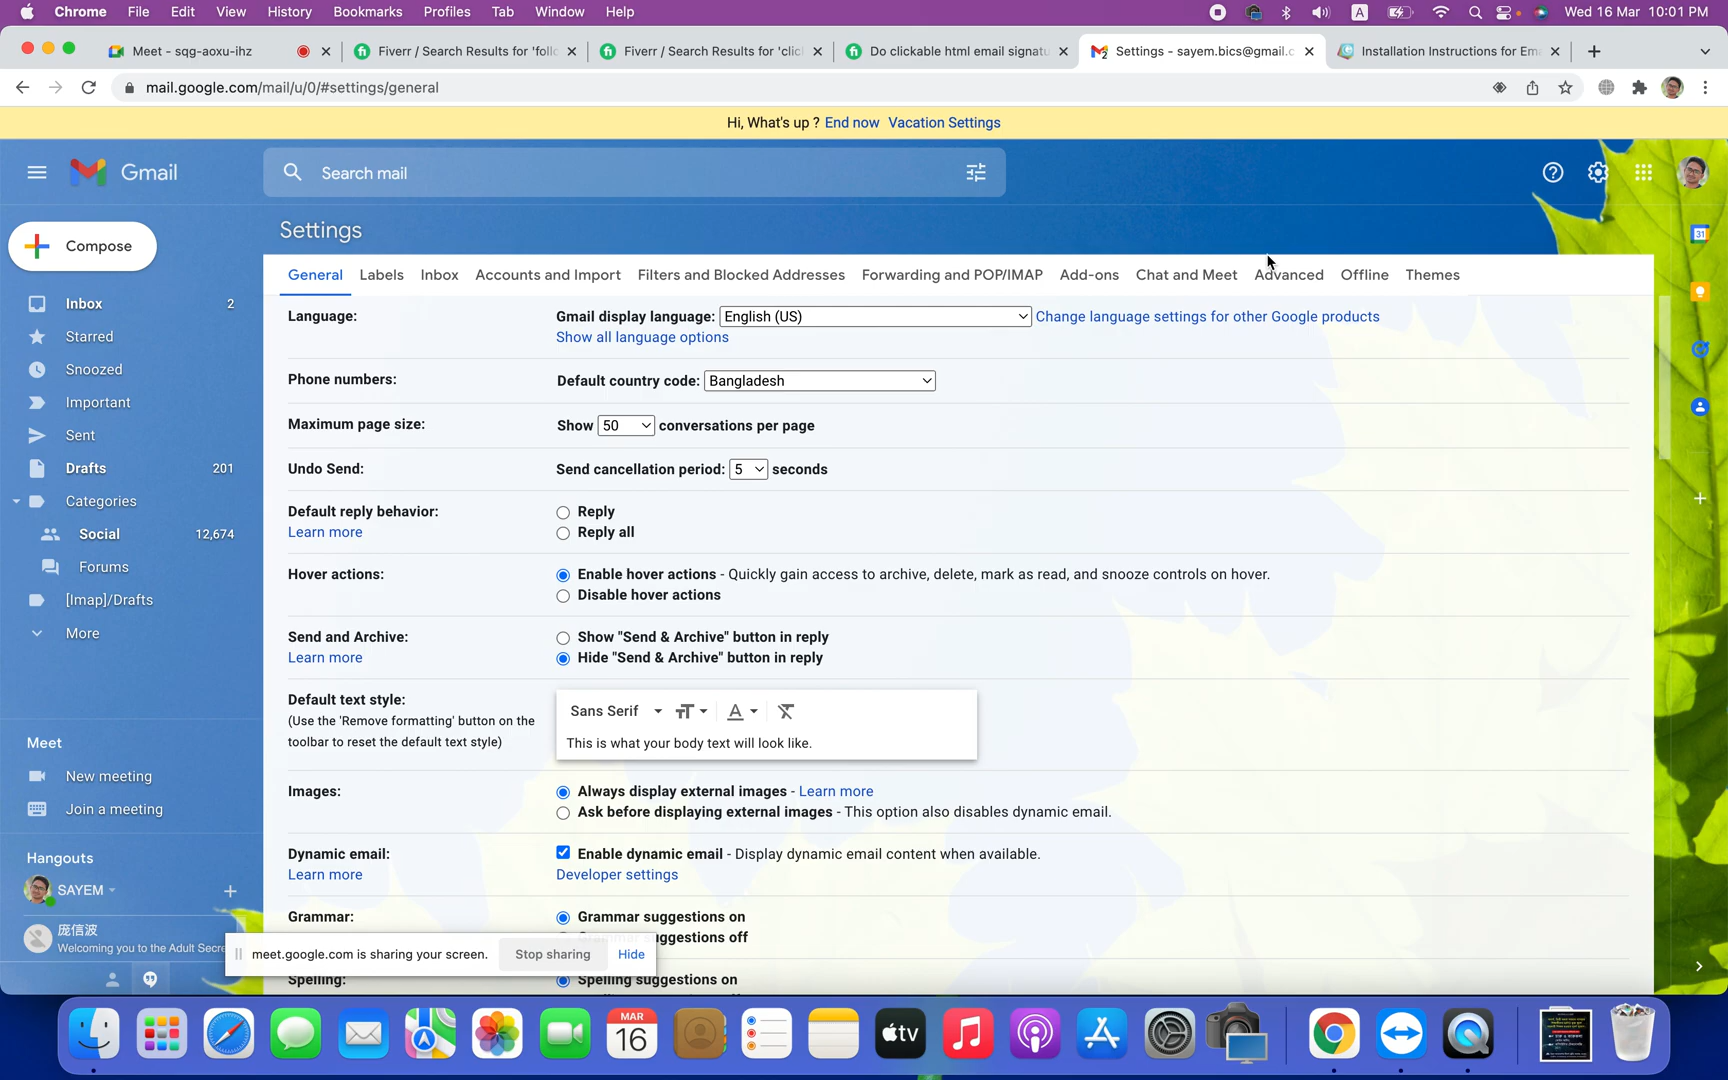 Chrome File Edit View History Bookmarks Profiles Tab Window Help A Wed 16 Mar 10:01 PM
Meet - sqg-aoxu-ihz Fiverr / Search Results for 'follo Fiverr / Search Results for 'clic Do clickable html email signatu Settings - sayem.bics@gmail.c Installation Instructions for Ema
mail.google.com/mail/u/0/#settings/general
Hi, What's up ? End now Vacation Settings
Gmail Search mail
Settings
Compose
General Labels Inbox Accounts and Import Filters and Blocked Addresses Forwarding and POP/IMAP Add-ons Chat and Meet Advanced Offline Themes
Inbox 2
Starred
Snoozed
Important
Sent
Drafts 201
Categories
Social 12,674
Forums
[Imap]/Drafts
More
Meet
New meeting
Join a meeting
Hangouts
SAYEM
庞信波
Welcoming you to the Adult Secre
Language: Gmail display language: English (US) Change language settings for other Google products
Show all language options
Phone numbers: Default country code: Bangladesh
Maximum page size: Show 50 conversations per page
Undo Send: Send cancellation period: 5 seconds
Default reply behavior: Reply
Learn more Reply all
Hover actions: Enable hover actions - Quickly gain access to archive, delete, mark as read, and snooze controls on hover.
Disable hover actions
Send and Archive: Show "Send & Archive" button in reply
Learn more Hide "Send & Archive" button in reply
Default text style: Sans Serif
(Use the 'Remove formatting' button on the
toolbar to reset the default text style) This is what your body text will look like.
Images: Always display external images - Learn more
Ask before displaying external images - This option also disables dynamic email.
Dynamic email: Enable dynamic email - Display dynamic email content when available.
Learn more Developer settings
Grammar: Grammar suggestions on
Grammar suggestions off
meet.google.com is sharing your screen. Stop sharing Hide
Spelling: Spelling suggestions on
31
MAR
16
tv